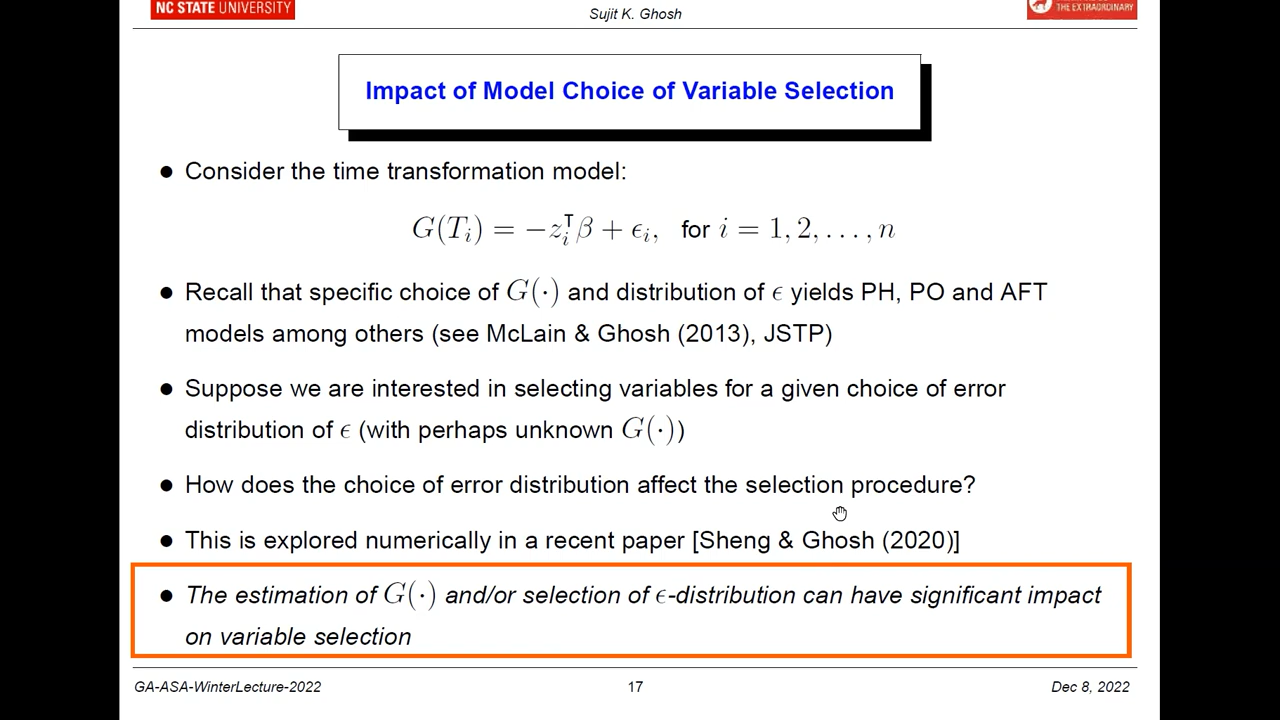 NC STATE UNIVERSITY
Sujit K. Ghosh
THE EXTRAORDINARY
Impact of Model Choice of Variable Selection
● Consider the time transformation model:
G(Tᵢ) = −zᵢᵀβ + ϵᵢ, for i = 1, 2, . . . , n
● Recall that specific choice of G(·) and distribution of ϵ yields PH, PO and AFT
models among others (see McLain & Ghosh (2013), JSTP)
● Suppose we are interested in selecting variables for a given choice of error
distribution of ϵ (with perhaps unknown G(·))
● How does the choice of error distribution affect the selection procedure?
● This is explored numerically in a recent paper [Sheng & Ghosh (2020)]
● The estimation of G(·) and/or selection of ϵ-distribution can have significant impact
on variable selection
GA-ASA-WinterLecture-2022
17
Dec 8, 2022